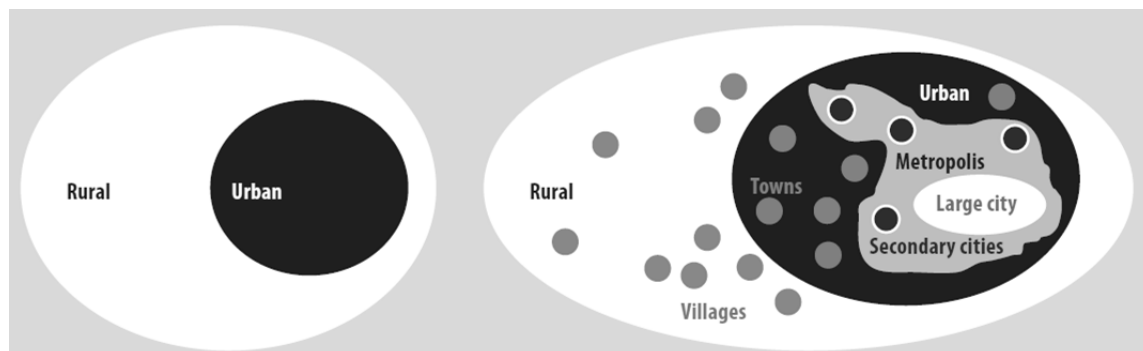 Rural
Urban
Urban
Metropolis
Rural
Towns
Large city
Secondary cities
Villages